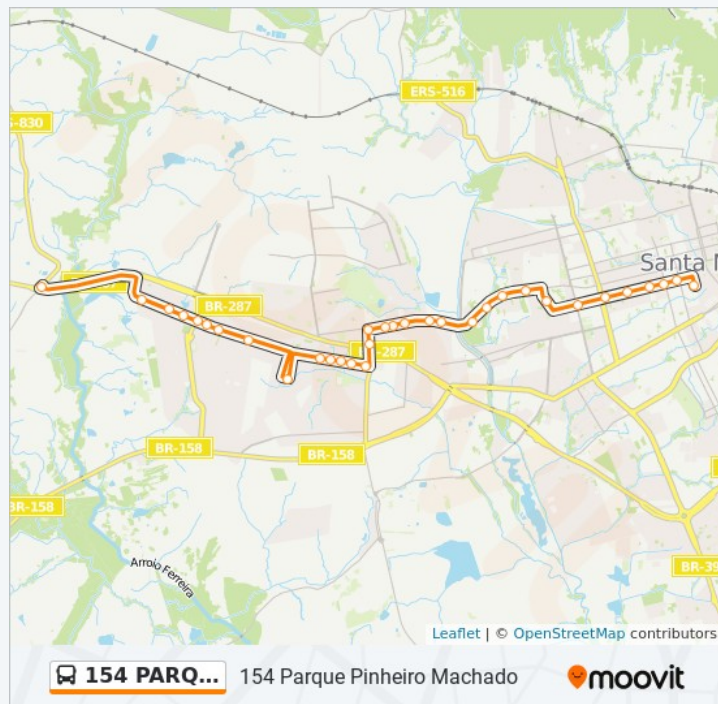 ERS-516
S-830
Santa M
BR-287
BR-287
BR-158
BR-158
BR-158
Arroio Ferreira
BR-39
Leaflet | © OpenStreetMap contributors
154 PARQ... 154 Parque Pinheiro Machado moovit